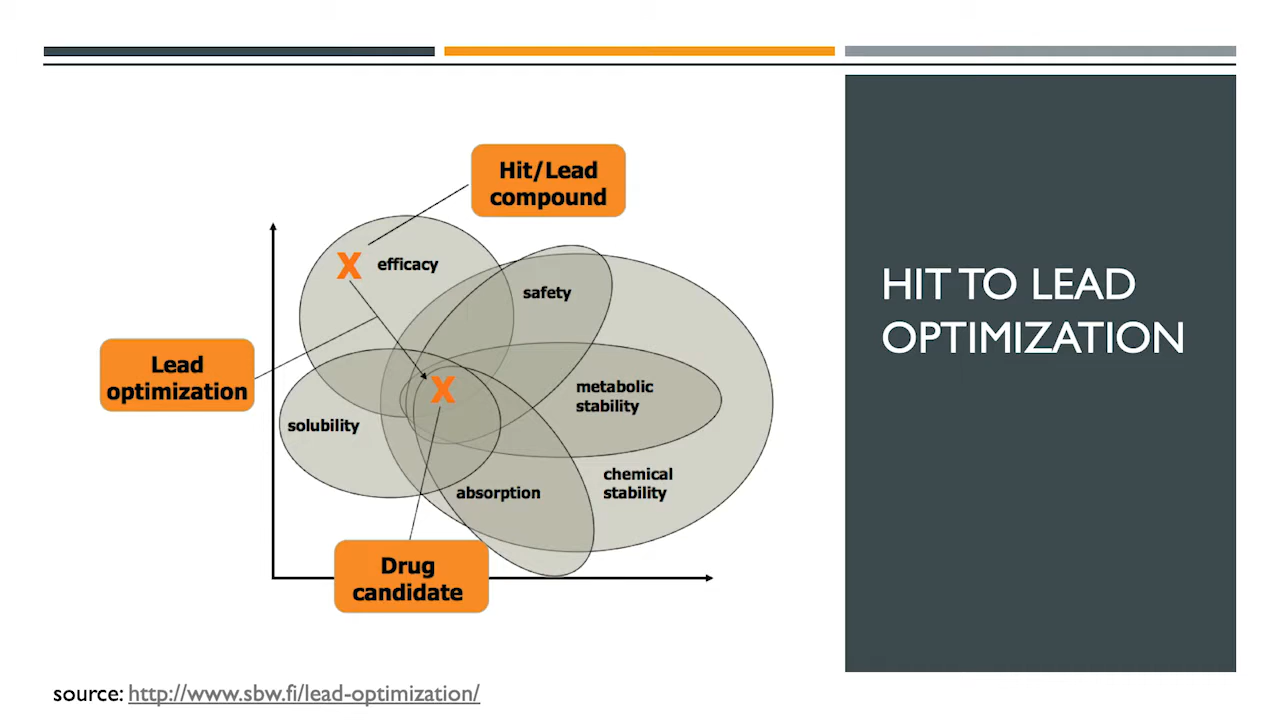 Hit/Lead
compound
X
efficacy
safety
Lead
optimization
X
metabolic
stability
solubility
chemical
stability
absorption
Drug
candidate
HIT TO LEAD
OPTIMIZATION
source: http://www.sbw.fi/lead-optimization/